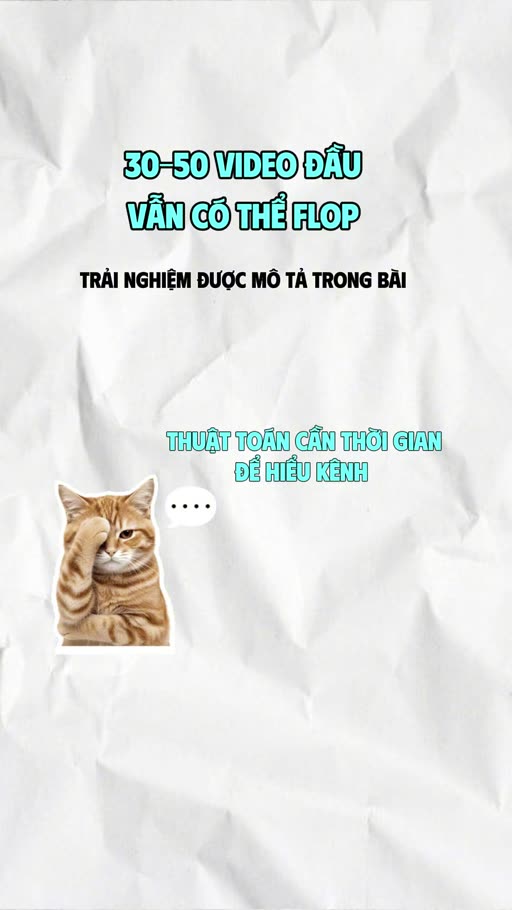 30-50 VIDEO ĐẦU
VẪN CÓ THỂ FLOP
TRẢI NGHIỆM ĐƯỢC MÔ TẢ TRONG BÀI
THUẬT TOÁN CẦN THỜI GIAN
ĐỂ HIỂU KÊNH
....